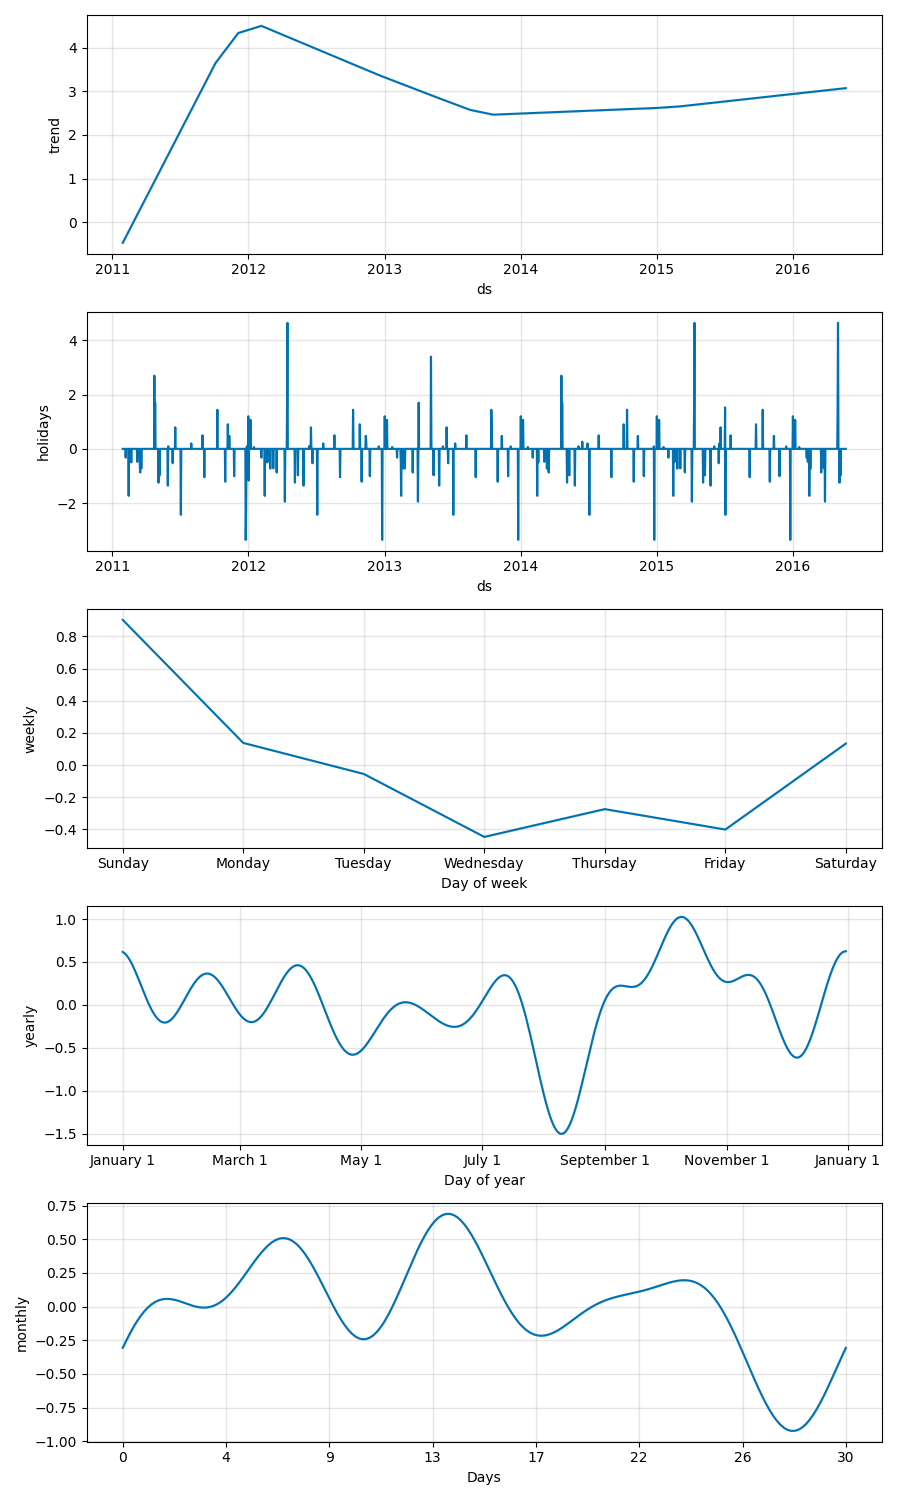 4
3
2
1
0
trend
2011 2012 2013 2014 2015 2016
ds
4
2
0
−2
holidays
2011 2012 2013 2014 2015 2016
ds
0.8
0.6
0.4
0.2
0.0
−0.2
−0.4
weekly
Sunday Monday Tuesday Wednesday Thursday Friday Saturday
Day of week
1.0
0.5
0.0
−0.5
−1.0
−1.5
yearly
January 1 March 1 May 1 July 1 September 1 November 1 January 1
Day of year
0.75
0.50
0.25
0.00
−0.25
−0.50
−0.75
−1.00
monthly
0 4 9 13 17 22 26 30
Days